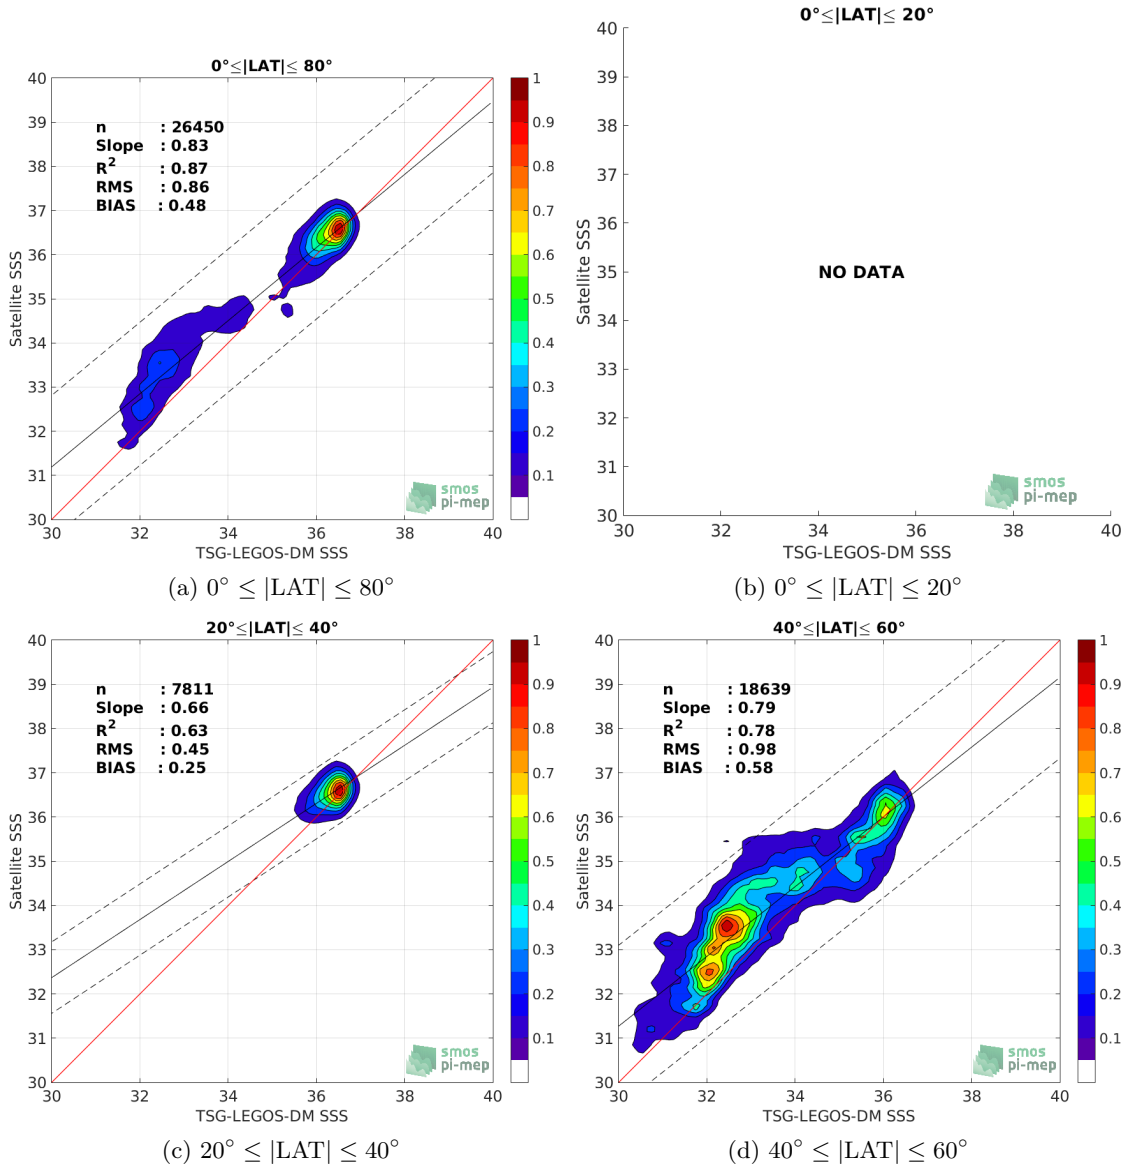 0°≤|LAT|≤ 80°
40
39
38
37
36
35
34
33
32
31
30
Satellite SSS
n : 26450
Slope : 0.83
R² : 0.87
RMS : 0.86
BIAS : 0.48
smos
pi-mep
30 32 34 36 38 40
TSG-LEGOS-DM SSS
1
0.9
0.8
0.7
0.6
0.5
0.4
0.3
0.2
0.1
(a) 0° ≤ |LAT| ≤ 80°
0°≤|LAT|≤ 20°
40
39
38
37
36
35
34
33
32
31
30
Satellite SSS
NO DATA
smos
pi-mep
30 32 34 36 38 40
TSG-LEGOS-DM SSS
(b) 0° ≤ |LAT| ≤ 20°
20°≤|LAT|≤ 40°
40
39
38
37
36
35
34
33
32
31
30
Satellite SSS
n : 7811
Slope : 0.66
R² : 0.63
RMS : 0.45
BIAS : 0.25
smos
pi-mep
30 32 34 36 38 40
TSG-LEGOS-DM SSS
1
0.9
0.8
0.7
0.6
0.5
0.4
0.3
0.2
0.1
(c) 20° ≤ |LAT| ≤ 40°
40°≤|LAT|≤ 60°
40
39
38
37
36
35
34
33
32
31
30
Satellite SSS
n : 18639
Slope : 0.79
R² : 0.78
RMS : 0.98
BIAS : 0.58
smos
pi-mep
30 32 34 36 38 40
TSG-LEGOS-DM SSS
1
0.9
0.8
0.7
0.6
0.5
0.4
0.3
0.2
0.1
(d) 40° ≤ |LAT| ≤ 60°